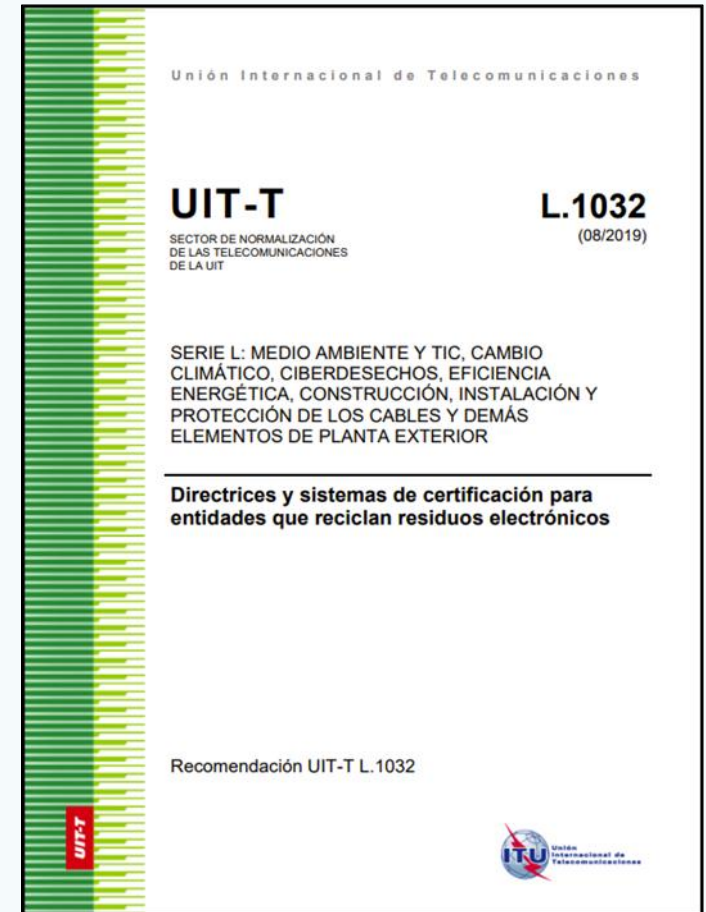 Unión Internacional de Telecomunicaciones
UIT-T
L.1032
SECTOR DE NORMALIZACIÓN
DE LAS TELECOMUNICACIONES
DE LA UIT
(08/2019)
SERIE L: MEDIO AMBIENTE Y TIC, CAMBIO
CLIMÁTICO, CIBERDESECHOS, EFICIENCIA
ENERGÉTICA, CONSTRUCCIÓN, INSTALACIÓN Y
PROTECCIÓN DE LOS CABLES Y DEMÁS
ELEMENTOS DE PLANTA EXTERIOR
Directrices y sistemas de certificación para
entidades que reciclan residuos electrónicos
Recomendación UIT-T L.1032
UIT-T
ITU
Unión
Internacional de
Telecomunicaciones